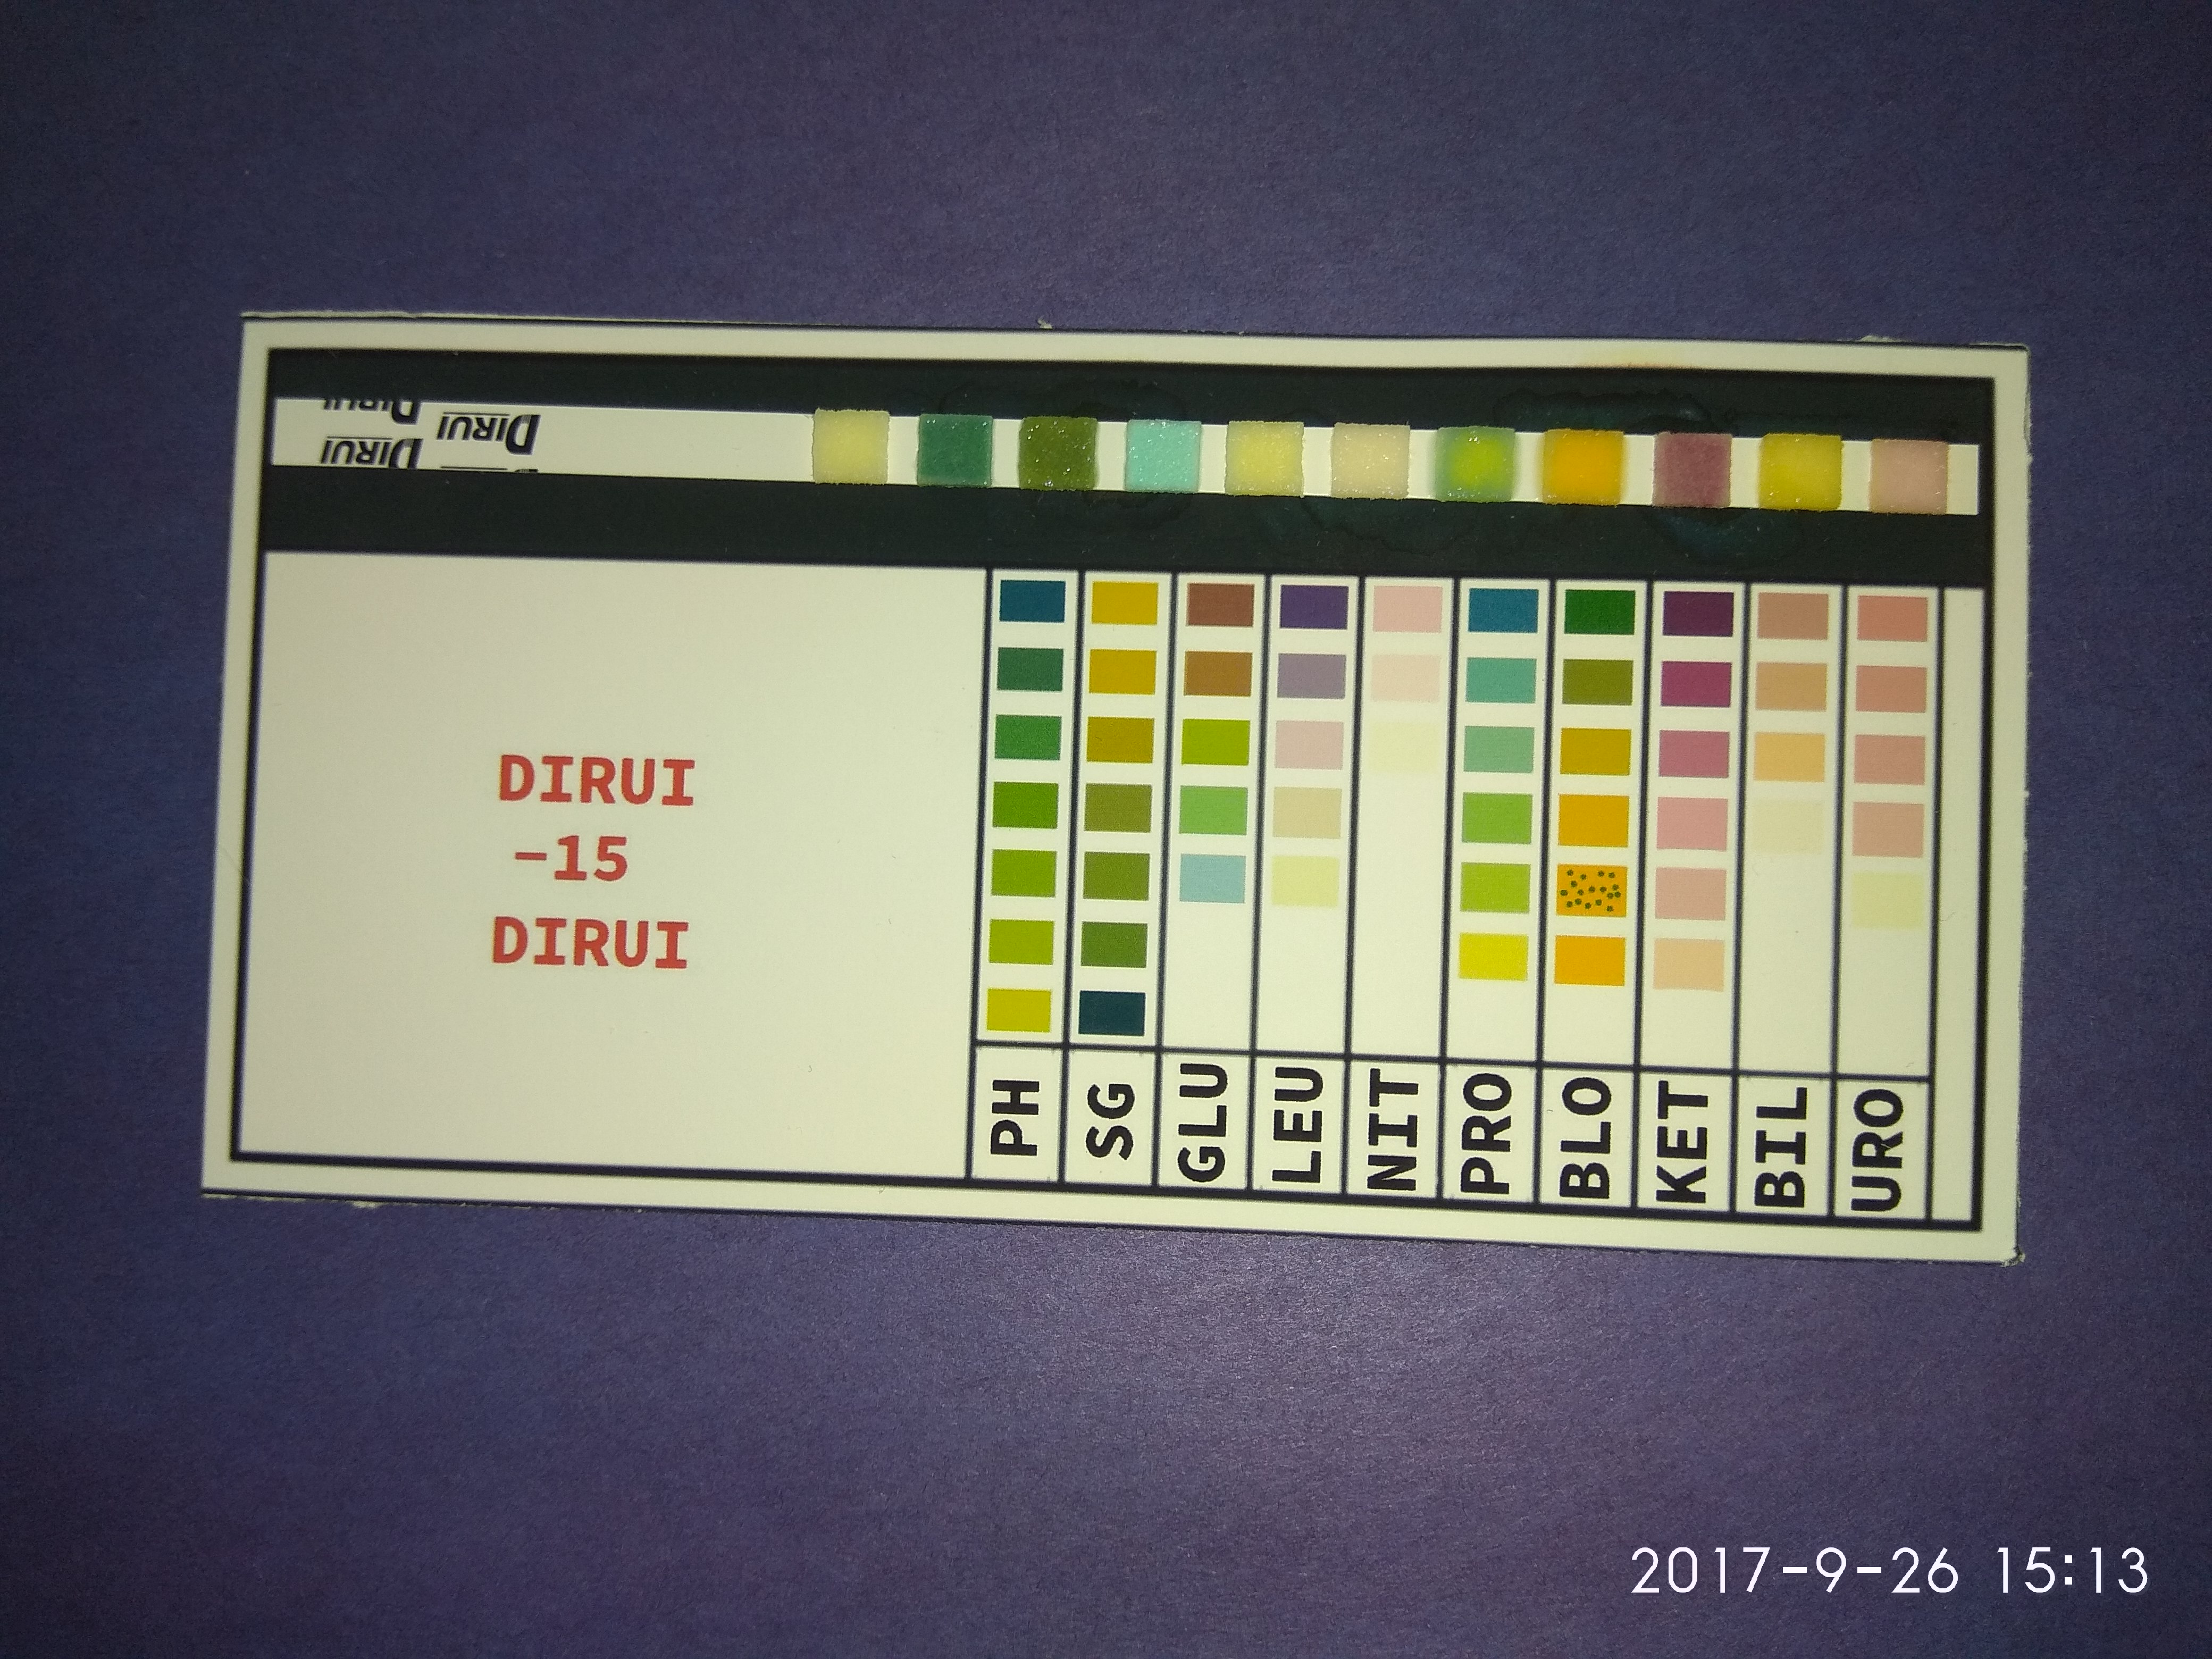 DIRUI
DIRUI
DIRUI
DIRUI
-15
DIRUI
PH
SG
GLU
LEU
NIT
PRO
BLO
KET
BIL
URO
2017-9-26 15:13